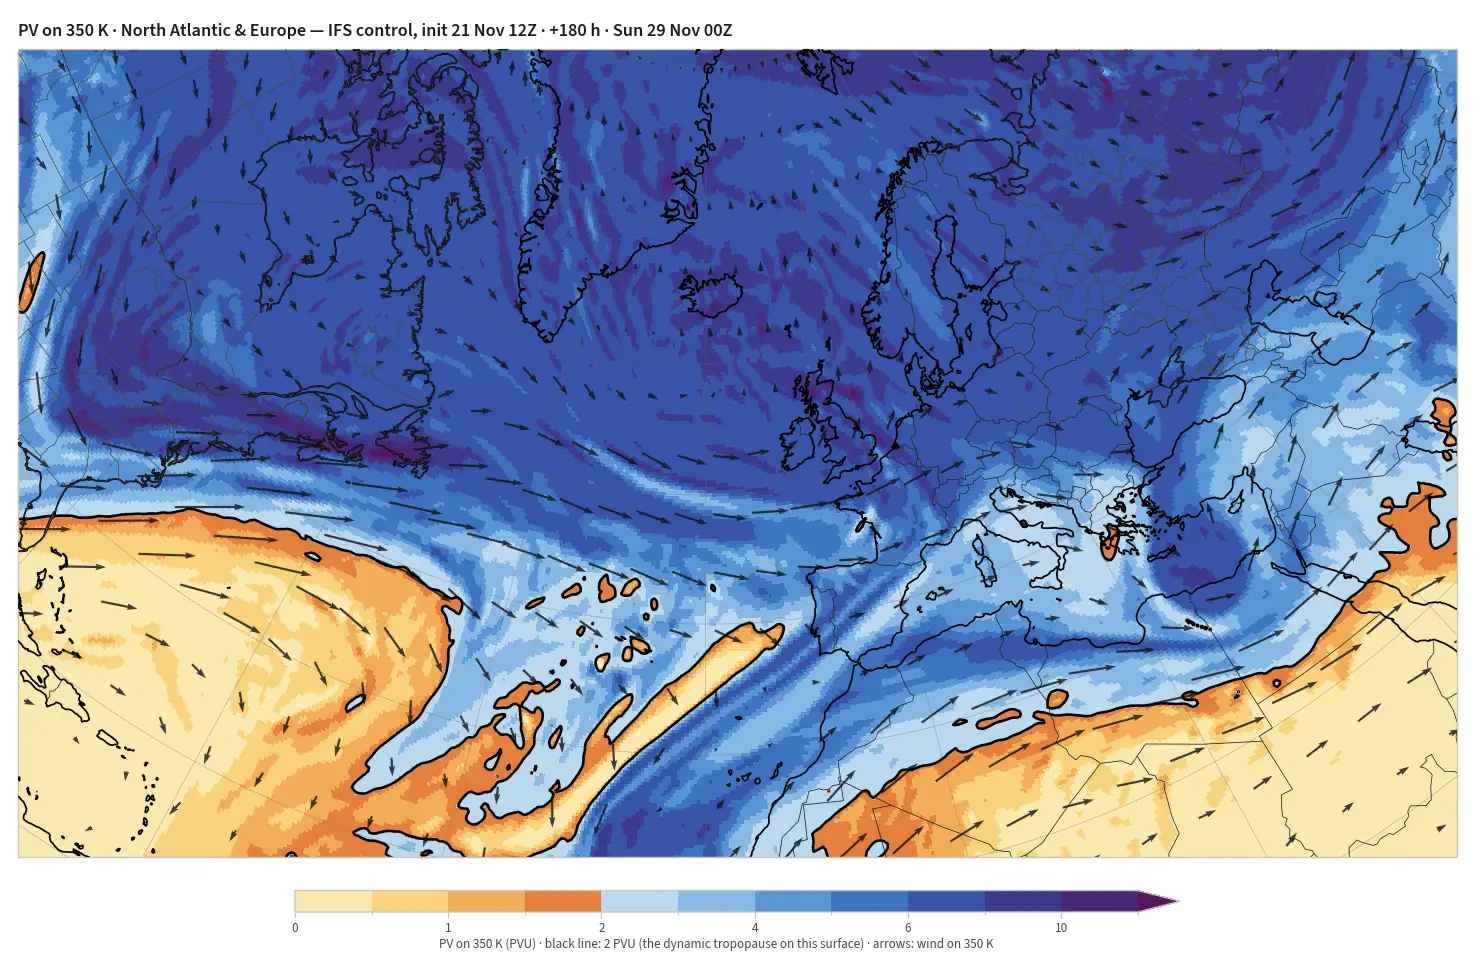 PV on 350 K · North Atlantic & Europe — IFS control, init 21 Nov 12Z · +180 h · Sun 29 Nov 00Z
0 1 2 4 6 10
PV on 350 K (PVU) · black line: 2 PVU (the dynamic tropopause on this surface) · arrows: wind on 350 K